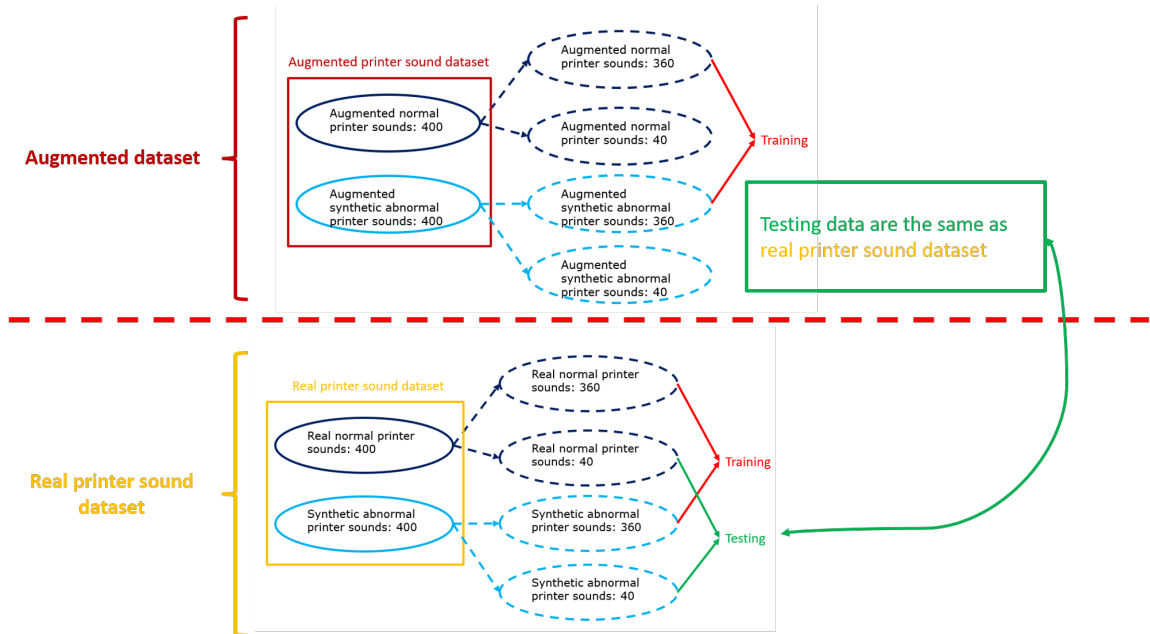 Augmented dataset
Augmented printer sound dataset
Augmented normal
printer sounds: 400
Augmented
synthetic abnormal
printer sounds: 400
Augmented normal
printer sounds: 360
Augmented normal
printer sounds: 40
Augmented
synthetic abnormal
printer sounds: 360
Augmented
synthetic abnormal
printer sounds: 40
Training
Testing data are the same as
real printer sound dataset
Real printer sound
dataset
Real printer sound dataset
Real normal printer
sounds: 400
Synthetic abnormal
printer sounds: 400
Real normal printer
sounds: 360
Real normal printer
sounds: 40
Synthetic abnormal
printer sounds: 360
Synthetic abnormal
printer sounds: 40
Training
Testing